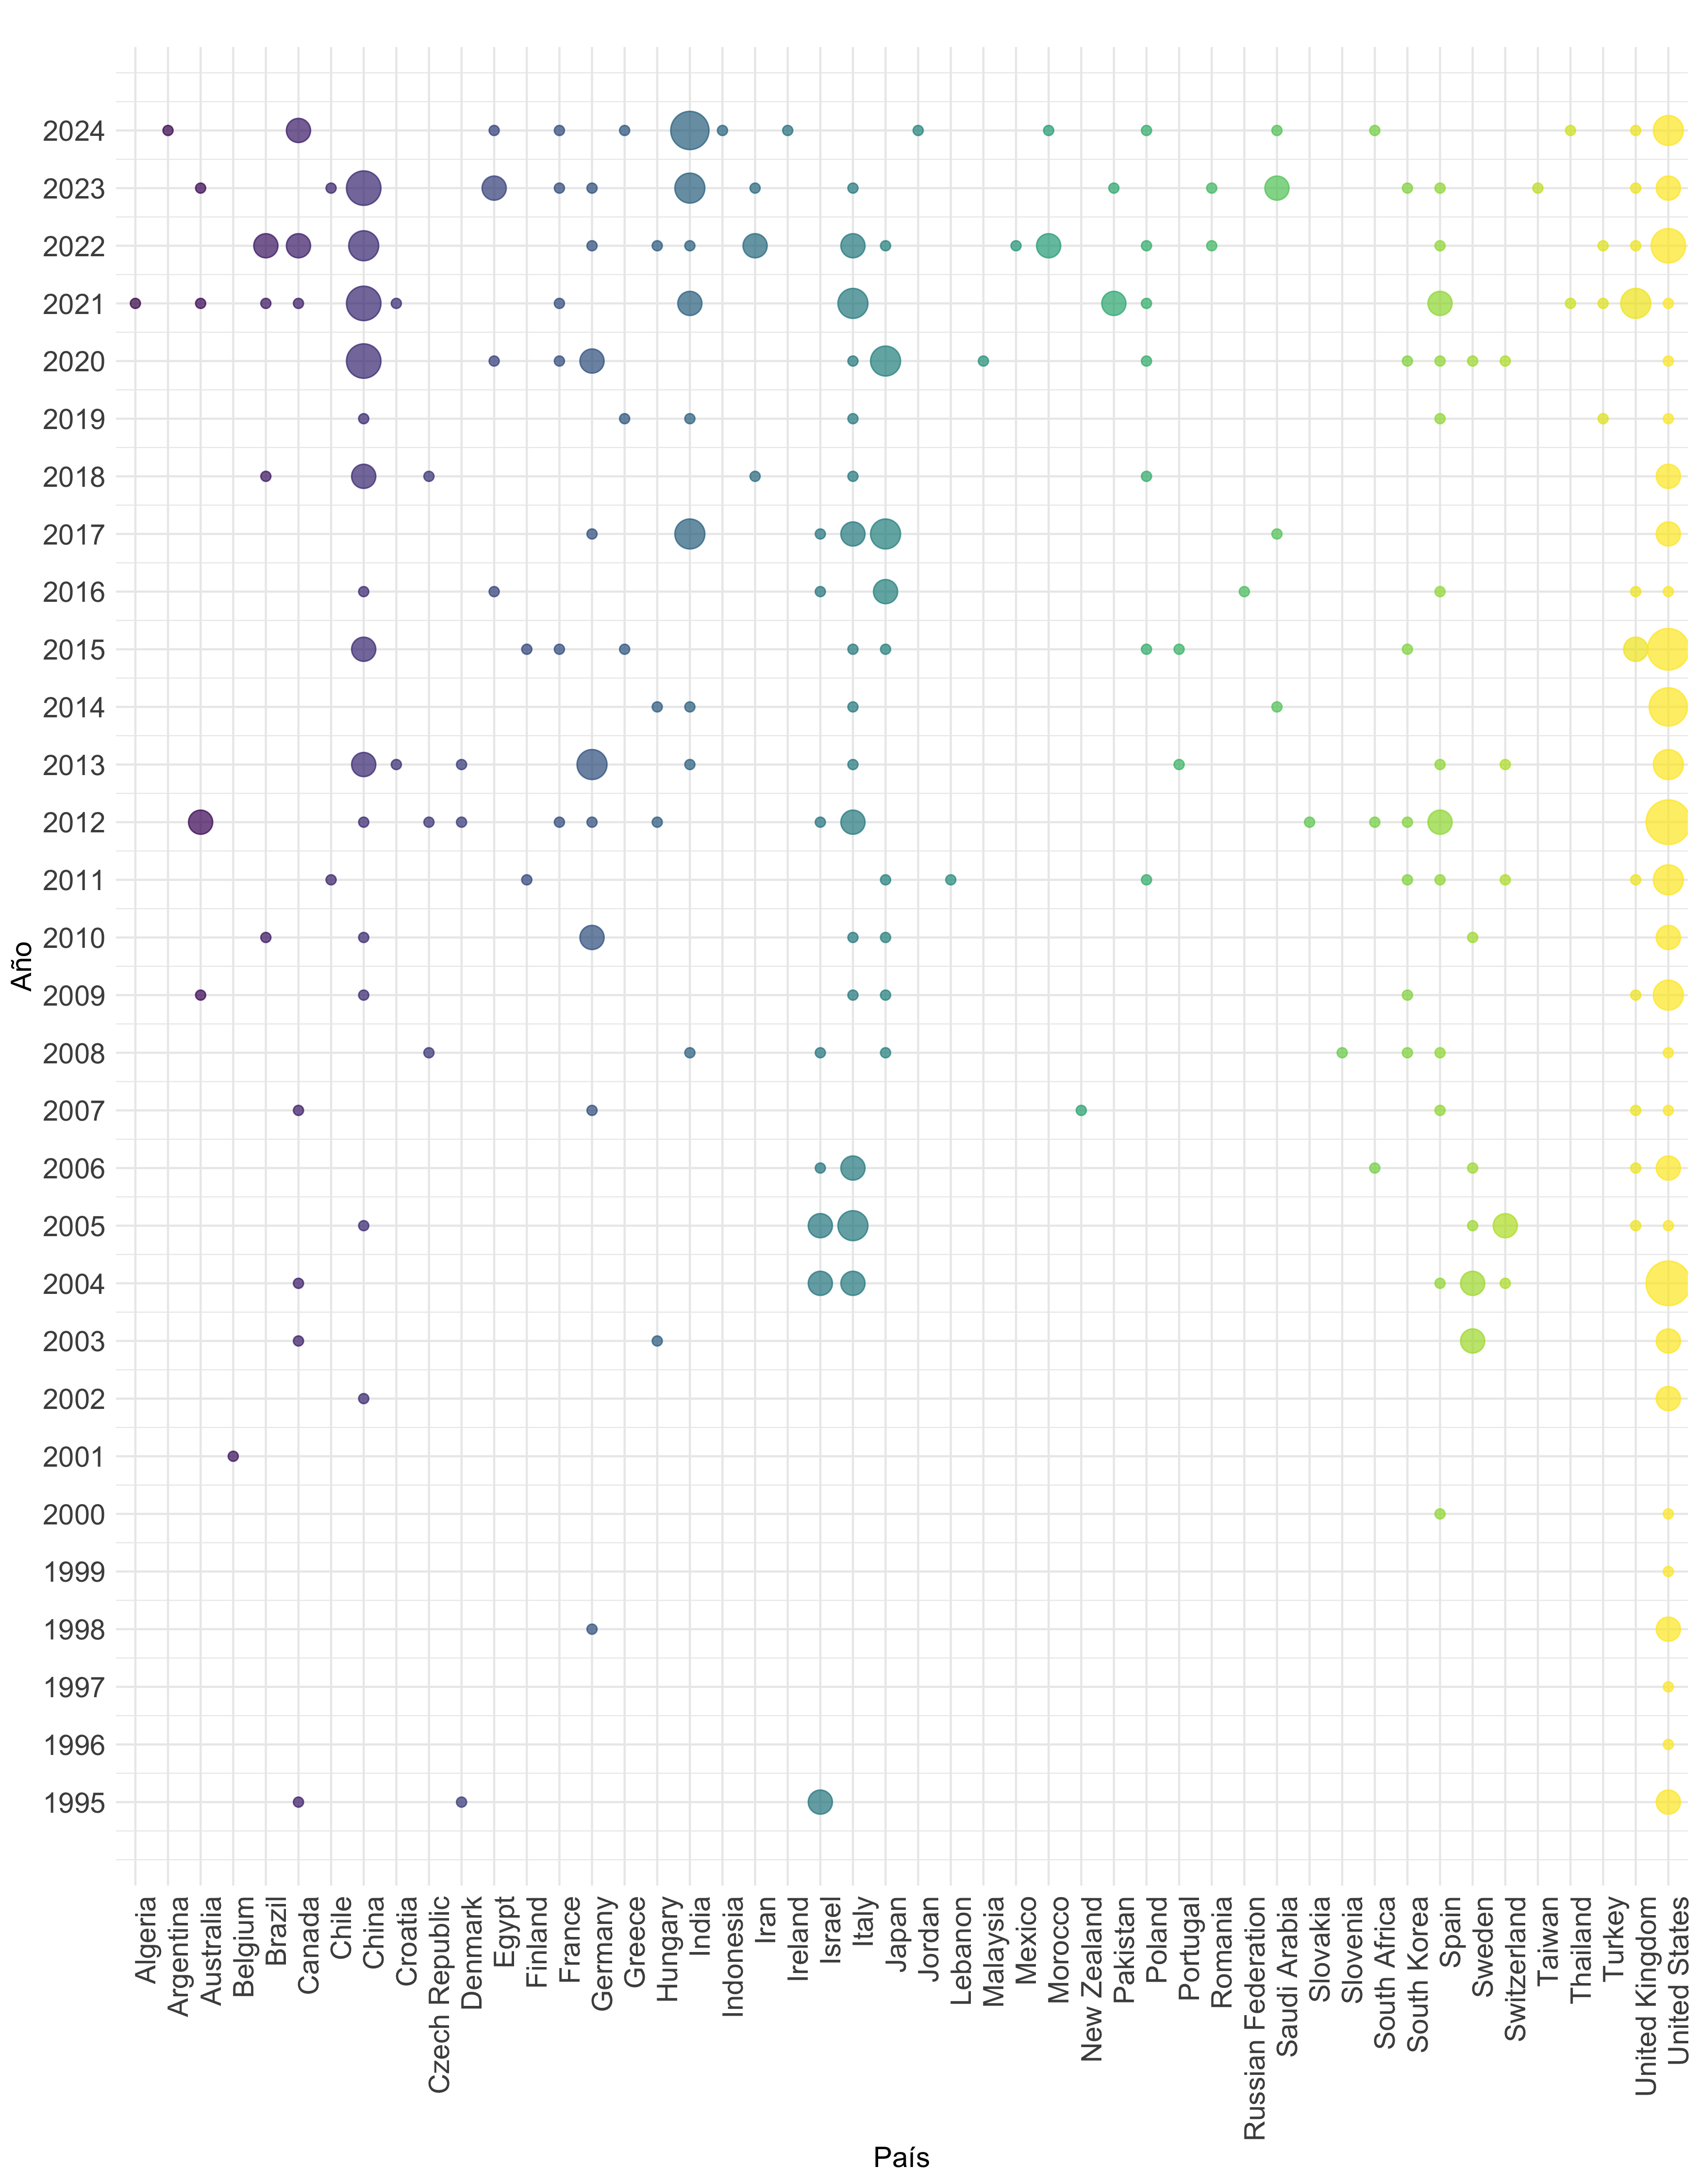 2024
2023
2022
2021
2020
2019
2018
2017
2016
2015
2014
2013
2012
2011
2010
2009
2008
2007
2006
2005
2004
2003
2002
2001
2000
1999
1998
1997
1996
1995
Año
Algeria
Argentina
Australia
Belgium
Brazil
Canada
Chile
China
Croatia
Czech Republic
Denmark
Egypt
Finland
France
Germany
Greece
Hungary
India
Indonesia
Iran
Ireland
Israel
Italy
Japan
Jordan
Lebanon
Malaysia
Mexico
Morocco
New Zealand
Pakistan
Poland
Portugal
Romania
Russian Federation
Saudi Arabia
Slovakia
Slovenia
South Africa
South Korea
Spain
Sweden
Switzerland
Taiwan
Thailand
Turkey
United Kingdom
United States
País